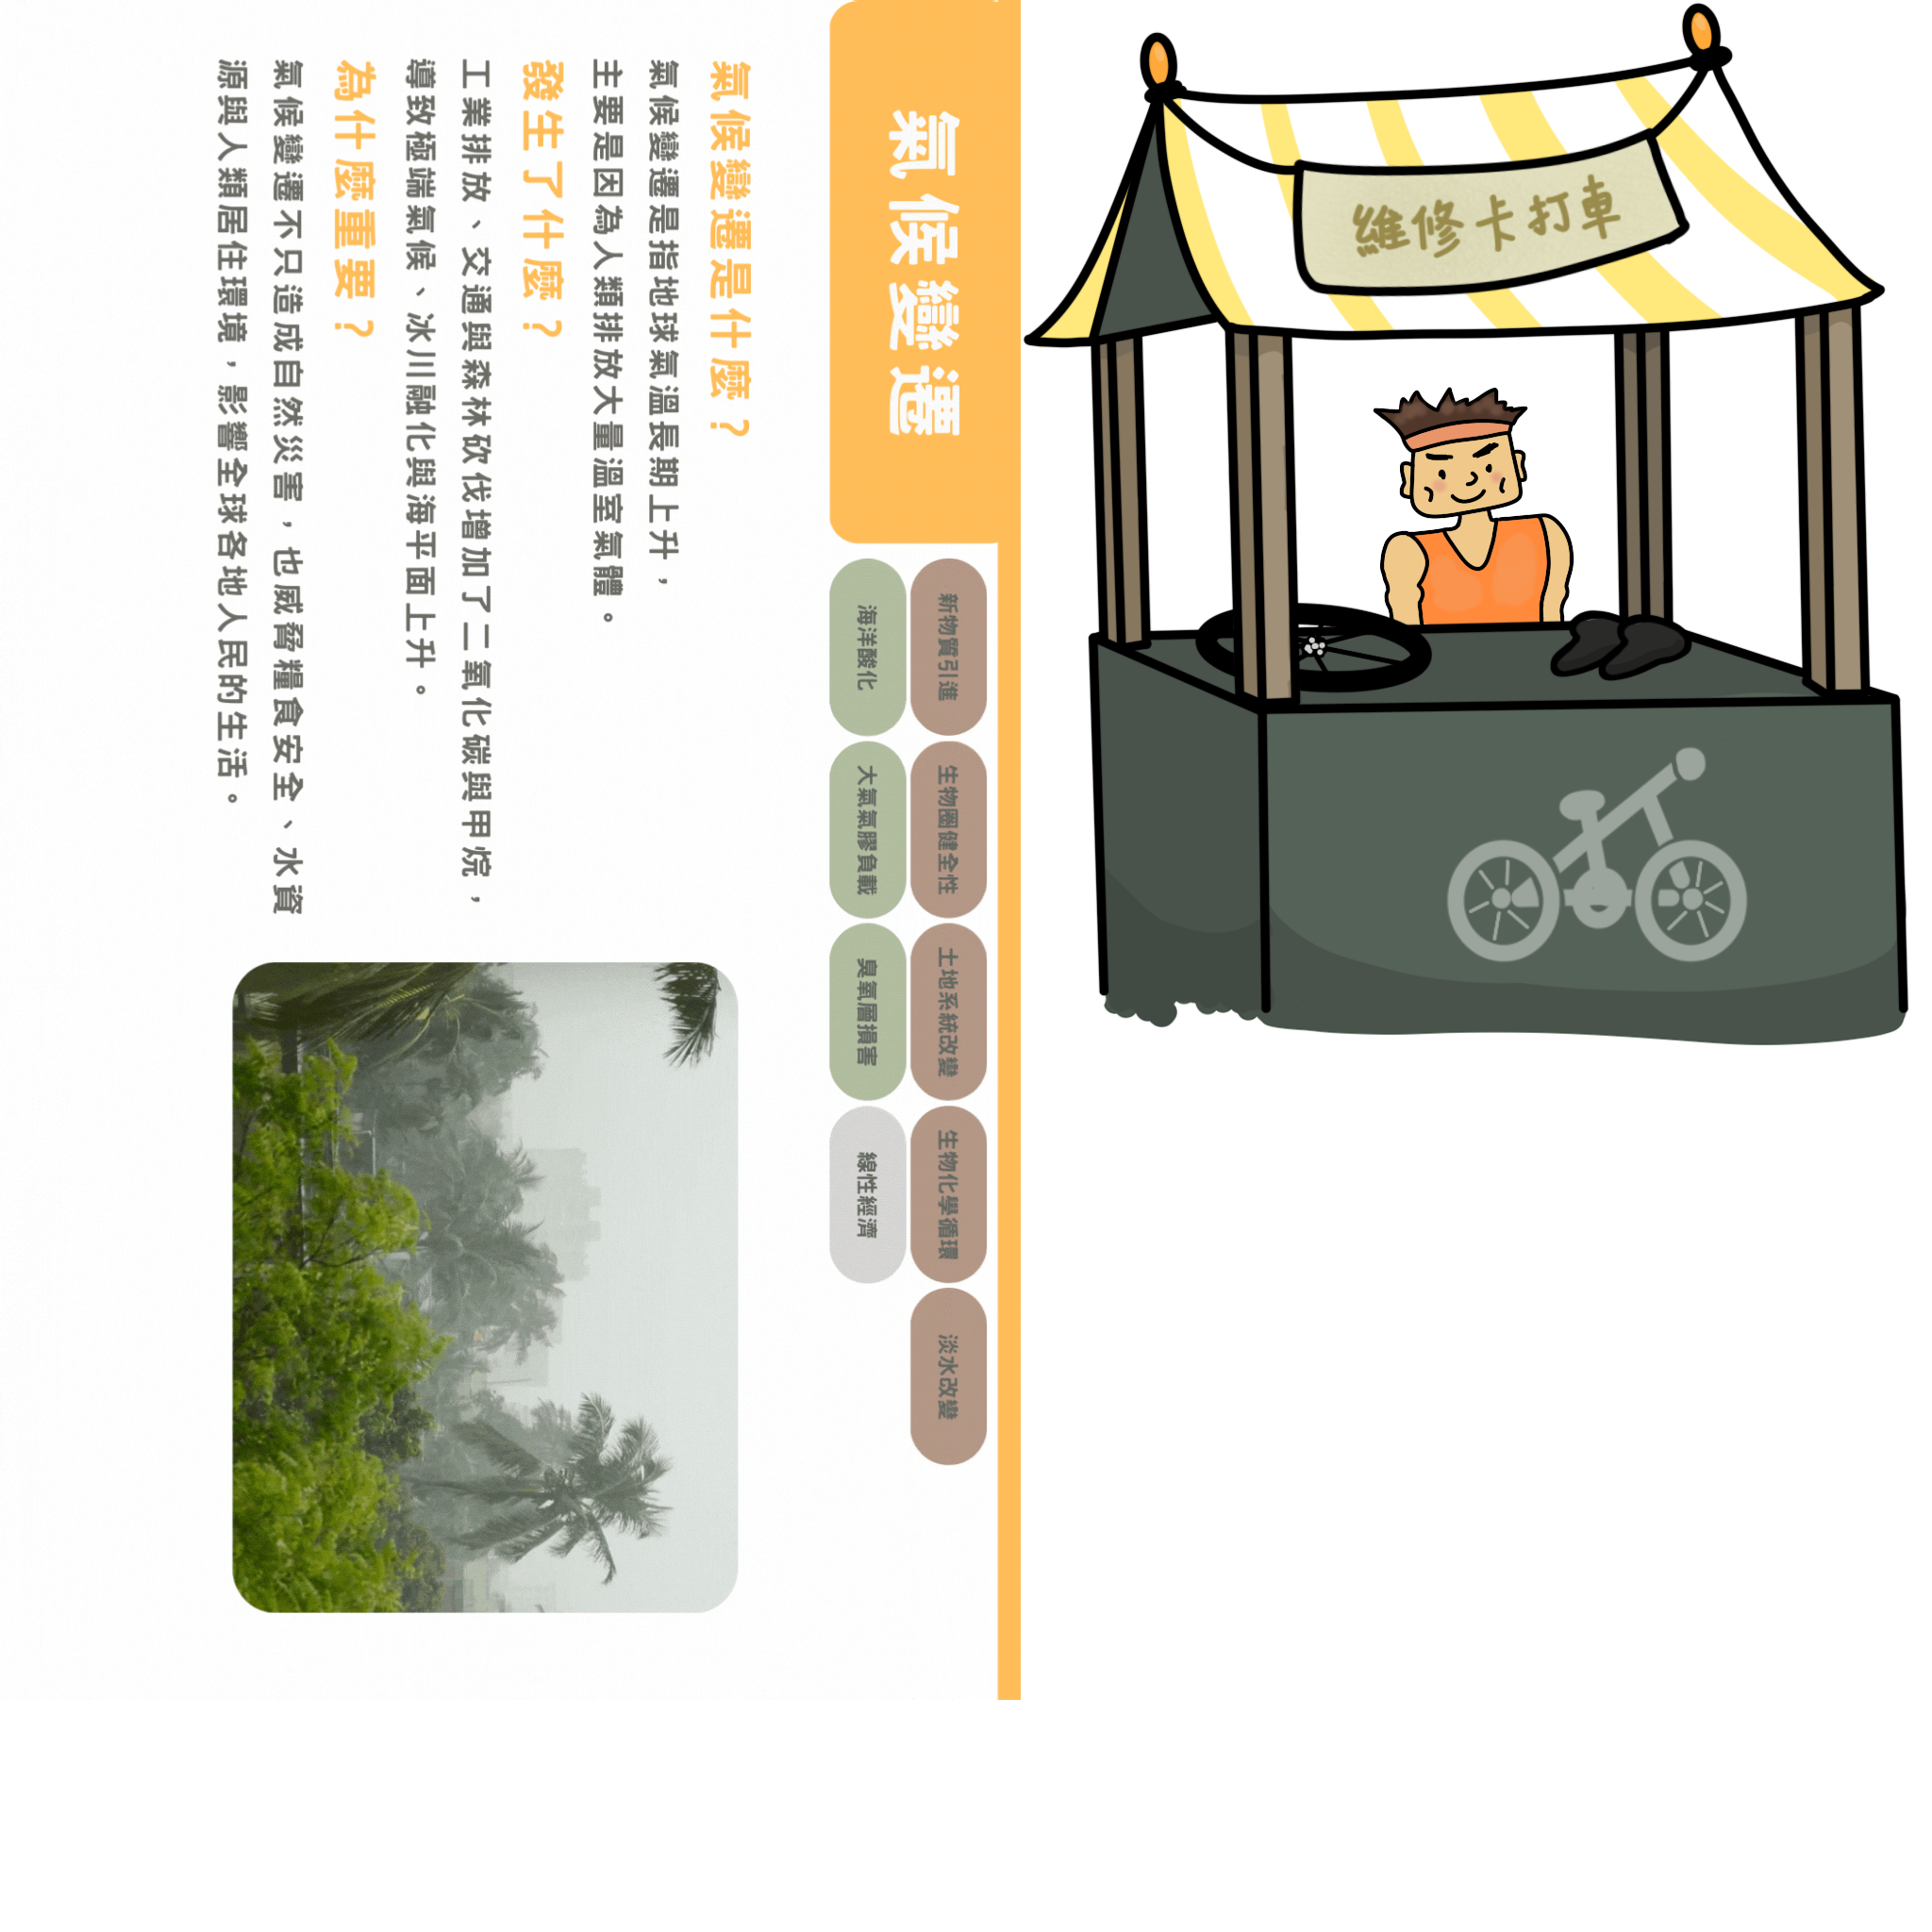 氣候變遷
新物質引進
生物圈健全性
土地系統改變
生物化學循環
淡水改變
海洋酸化
大氣氣膠負載
臭氧層損害
線性經濟
氣候變遷是什麼？
氣候變遷是指地球氣溫長期上升，
主要是因為人類排放大量溫室氣體。
發生了什麼？
工業排放、交通與森林砍伐增加了二氧化碳與甲烷，
導致極端氣候、冰川融化與海平面上升。
為什麼重要？
氣候變遷不只造成自然災害，也威脅糧食安全、水資
源與人類居住環境，影響全球各地人民的生活。
維修卡打車